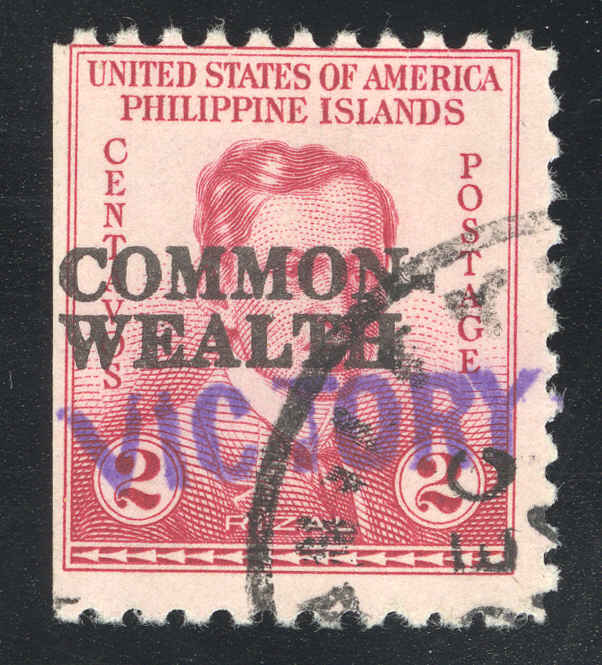 UNITED STATES OF AMERICA
PHILIPPINE ISLANDS
CENTAVOS
POSTAGE
COMMON-
WEALTH
VICTORY
2
2
RIZAL